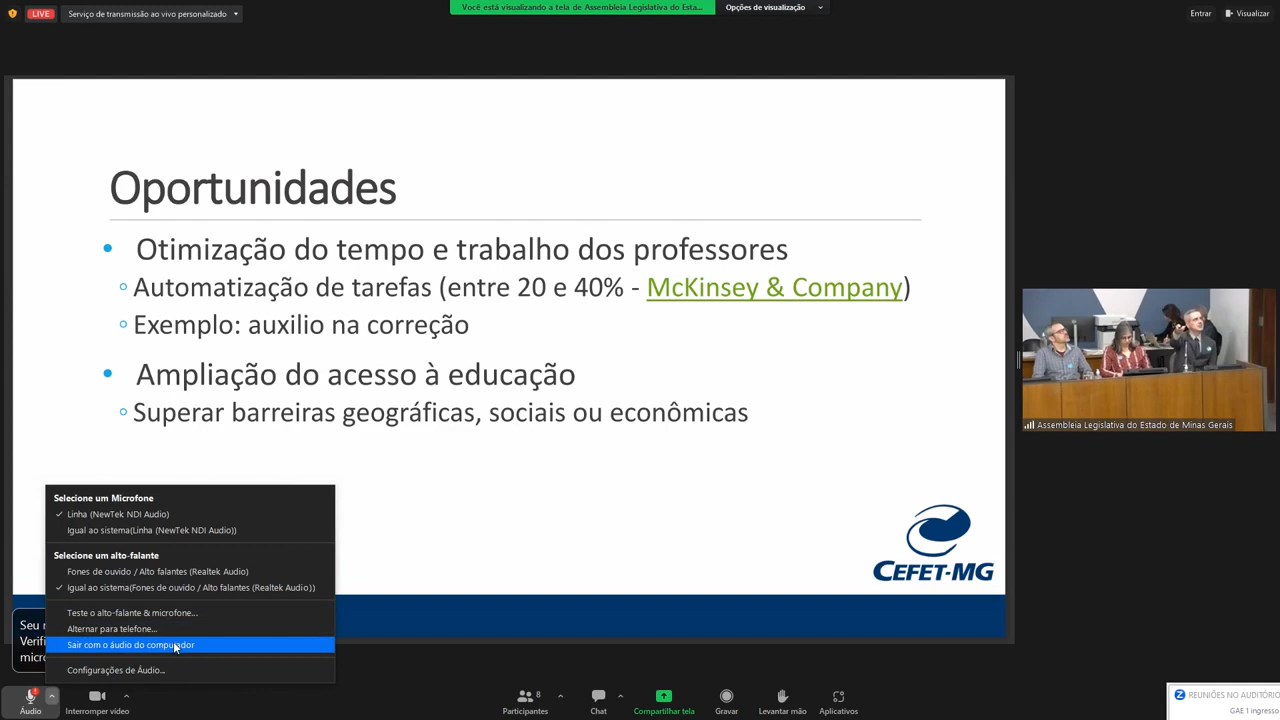 LIVE
Serviço de transmissão ao vivo personalizado
Você está visualizando a tela de Assembleia Legislativa do Esta...
Opções de visualização
Entrar
Visualizar
Oportunidades
• Otimização do tempo e trabalho dos professores
◦ Automatização de tarefas (entre 20 e 40% - McKinsey & Company)
◦ Exemplo: auxilio na correção
• Ampliação do acesso à educação
◦ Superar barreiras geográficas, sociais ou econômicas
CEFET-MG
Assembleia Legislativa do Estado de Minas Gerais
Selecione um Microfone
✓ Linha (NewTek NDI Audio)
Igual ao sistema(Linha (NewTek NDI Audio))
Selecione um alto-falante
Fones de ouvido / Alto falantes (Realtek Audio)
✓ Igual ao sistema(Fones de ouvido / Alto falantes (Realtek Audio))
Teste o alto-falante & microfone...
Alternar para telefone...
Sair com o áudio do computador
Configurações de Áudio...
Seu
Verifi
micro
Áudio
Interromper vídeo
Participantes
8
Chat
Compartilhar tela
Gravar
Levantar mão
Aplicativos
REUNIÕES NO AUDITÓRIO
GAE 1 ingresso